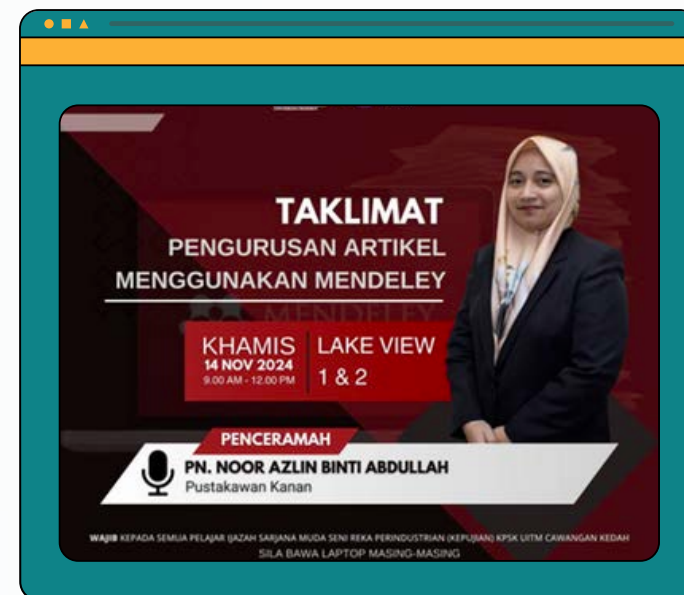 TAKLIMAT
PENGURUSAN ARTIKEL
MENGGUNAKAN MENDELEY
MENDELEY
KHAMIS
14 NOV 2024
9.00 AM - 12.00 PM
LAKE VIEW
1 & 2
PENCERAMAH
PN. NOOR AZLIN BINTI ABDULLAH
Pustakawan Kanan
WAJIB KEPADA SEMUA PELAJAR IJAZAH SARJANA MUDA SENI REKA PERINDUSTRIAN (KEPUJIAN) KPSK UITM CAWANGAN KEDAH
SILA BAWA LAPTOP MASING-MASING